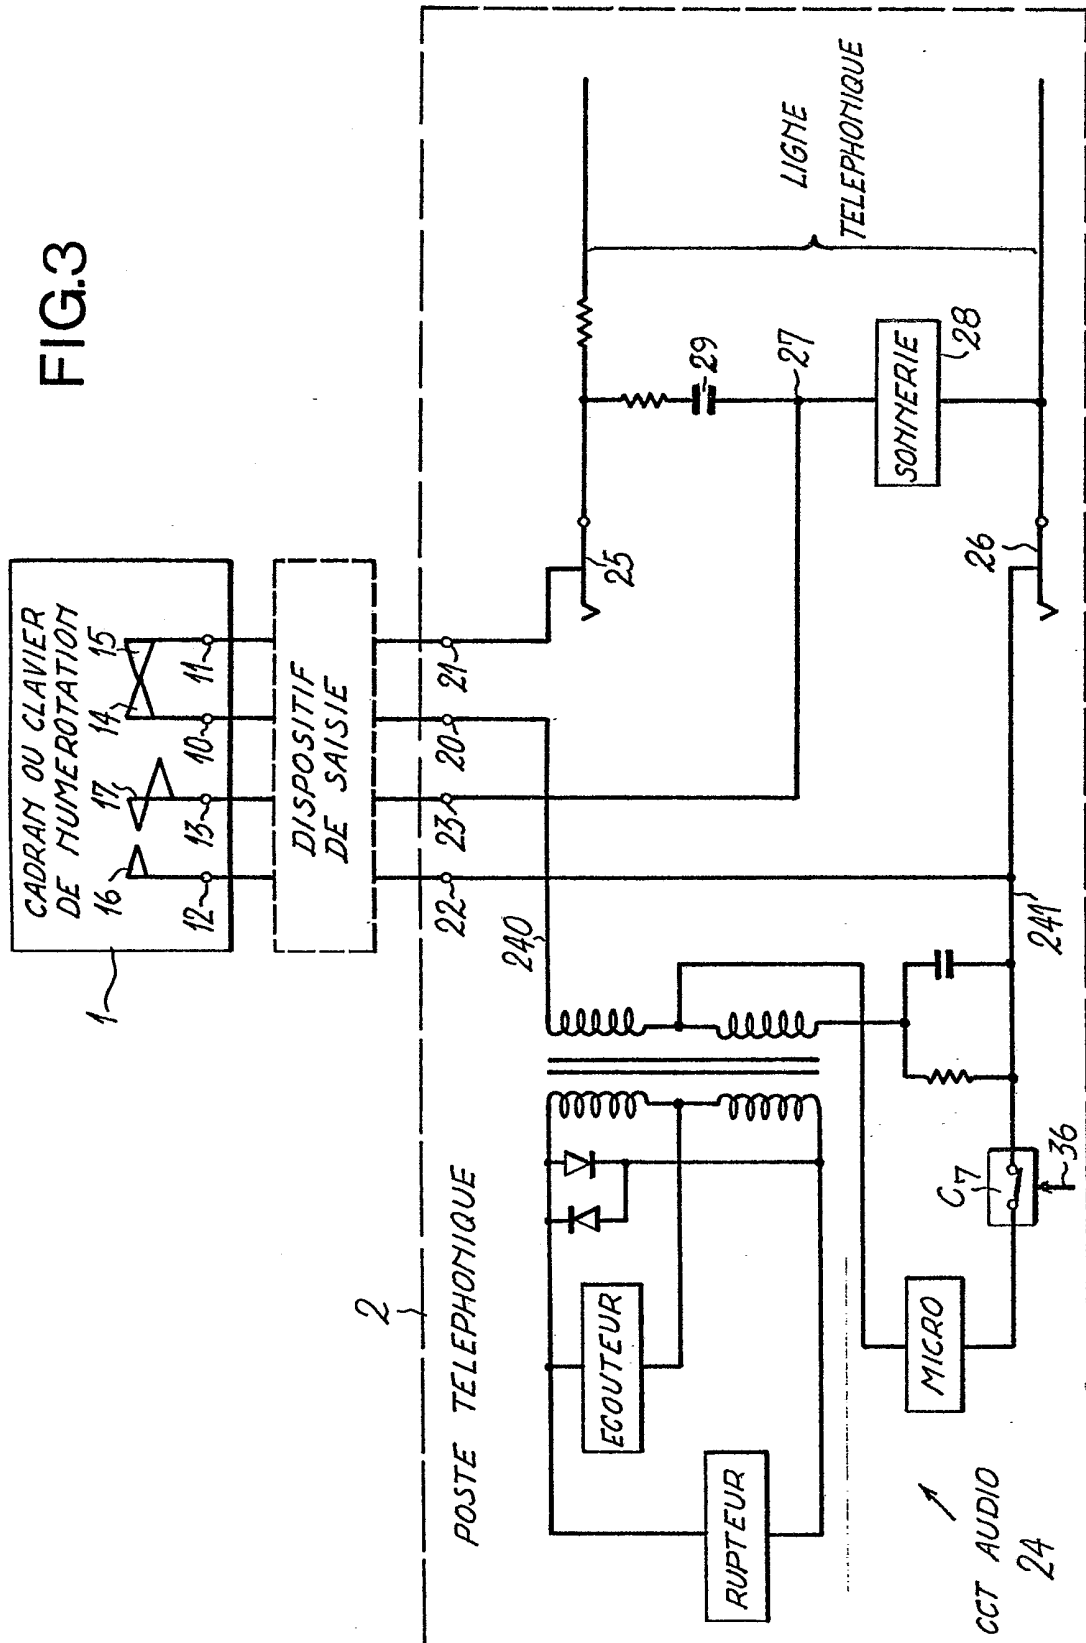 FIG.3
CADRAN OU CLAVIER
DE NUMEROTATION
16
17
14
15
12
13
10
11
1
DISPOSITIF
DE SAISIE
22
23
20
21
2
POSTE TELEPHONIQUE
240
25
29
27
LIGNE
TELEPHONIQUE
SONNERIE
28
26
241
ECOUTEUR
RUPTEUR
MICRO
C7
36
CCT AUDIO
24